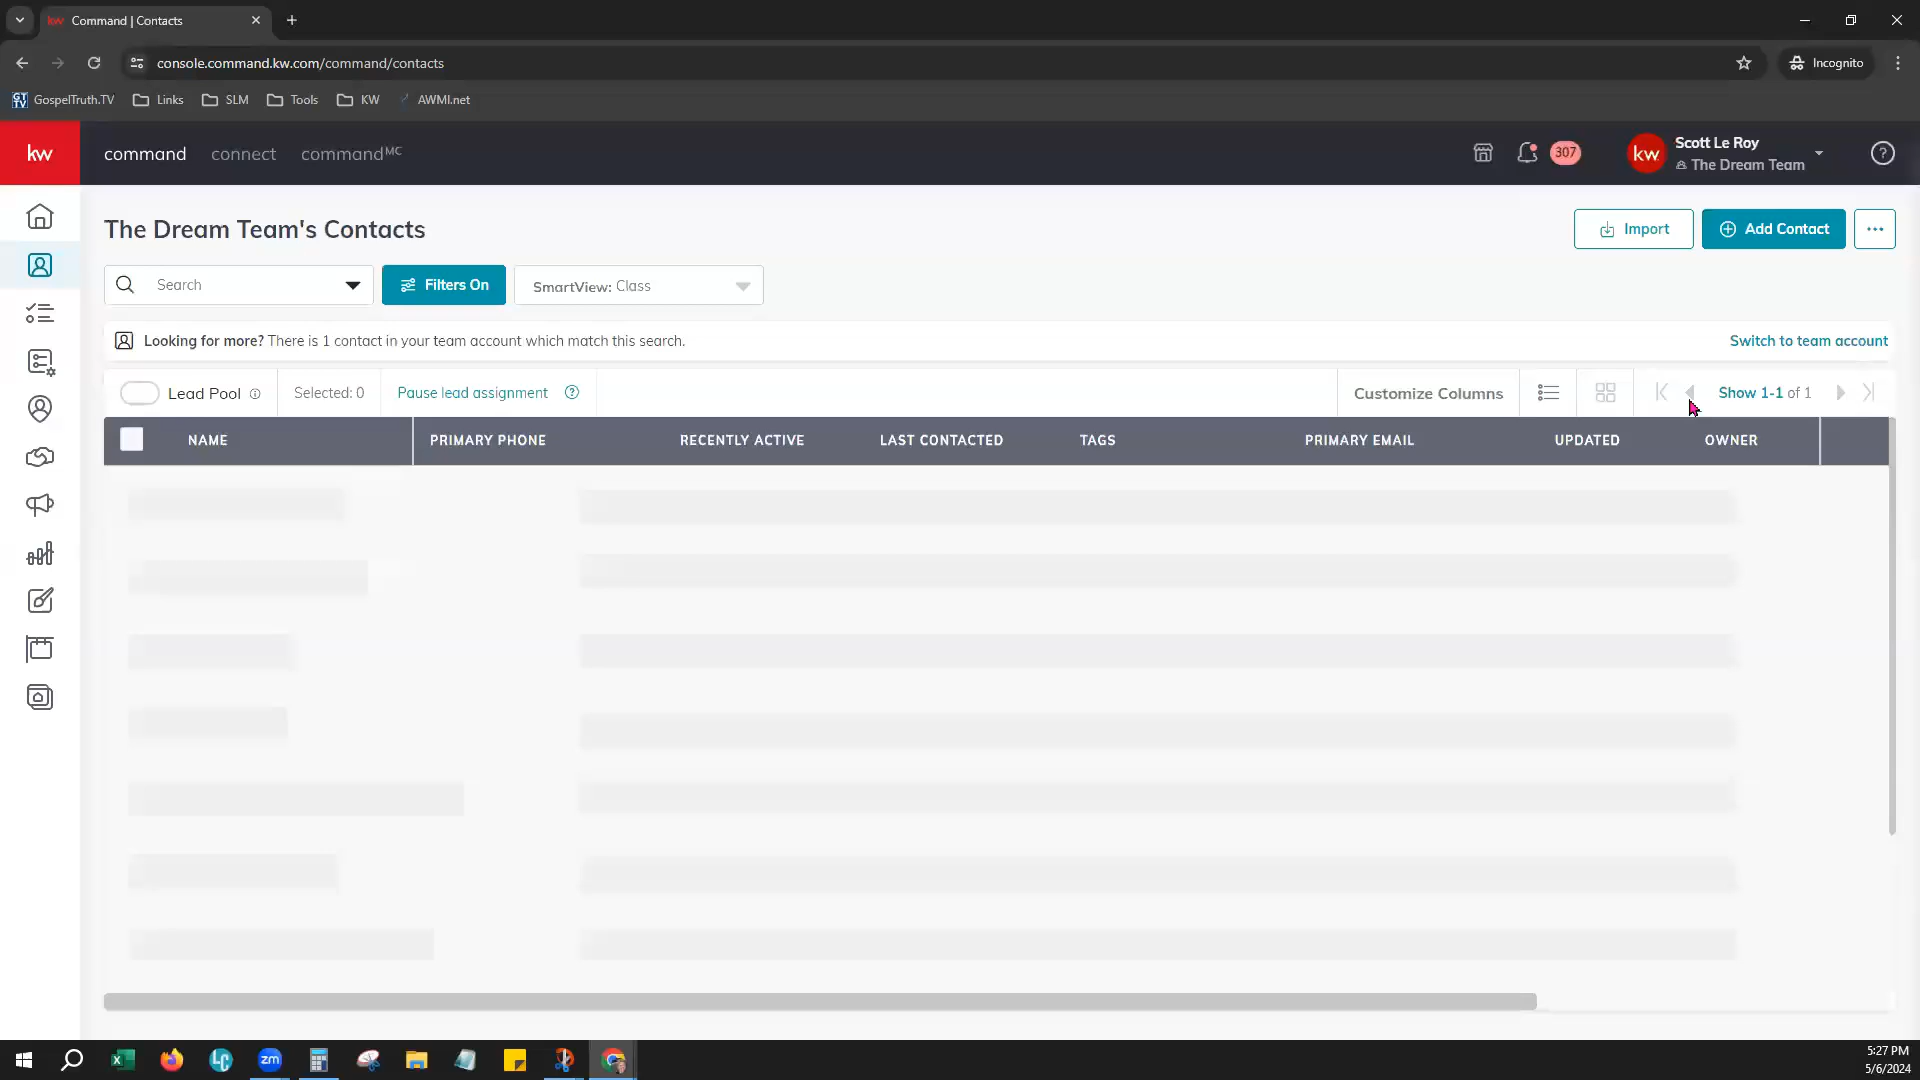 Command | Contacts
console.command.kw.com/command/contacts
Incognito
GospelTruth.TV Links SLM Tools KW AWMI.net
kw command connect commandMC 307 kw Scott Le Roy
The Dream Team
The Dream Team's Contacts Import Add Contact
Search Filters On SmartView: Class
Looking for more? There is 1 contact in your team account which match this search. Switch to team account
Lead Pool Selected: 0 Pause lead assignment Customize Columns Show 1-1 of 1
NAME PRIMARY PHONE RECENTLY ACTIVE LAST CONTACTED TAGS PRIMARY EMAIL UPDATED OWNER
5:27 PM
5/6/2024